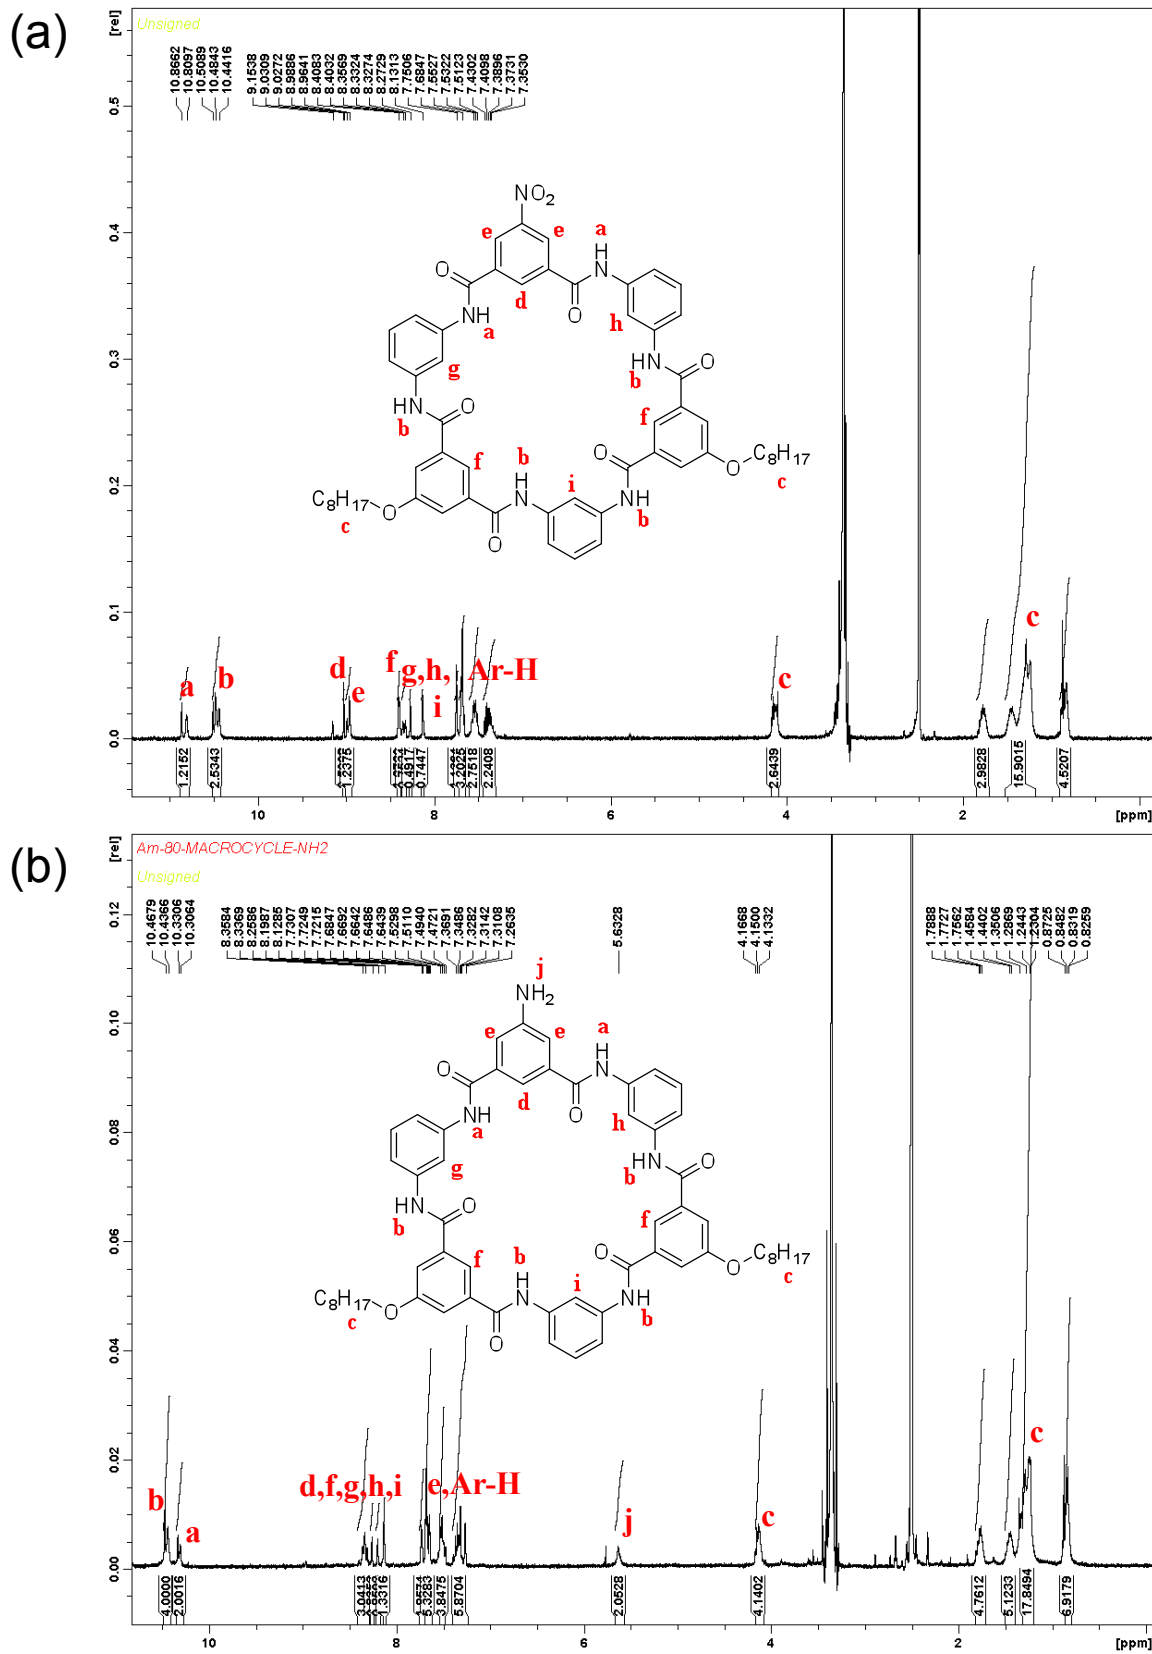 (a)
[rel]
Unsigned
10.8662
10.8097
10.5089
10.4843
10.4416
9.1538
9.0309
9.0272
8.9886
8.9641
8.4083
8.4032
8.3569
8.3324
8.3274
8.2729
8.1313
7.7506
7.6847
7.5527
7.5322
7.5123
7.4302
7.4098
7.3896
7.3731
7.3530
0.5
0.4
0.3
0.2
0.1
0.0
NO2
e e a
H
O N
d
NH O
a h
g HN O
O b
HN f
b b
H O
f N i
NH C8H17
b O
C8H17 c
O O
c
a b d e f g,h, i Ar-H c c
1.2152
2.5343
1.2375
0.4917
0.7447
3.2025
2.7518
2.2408
2.6439
2.9828
15.9015
4.5207
10 8 6 4 2 [ppm]
(b)
[rel]
Am-80-MACROCYCLE-NH2
Unsigned
10.4679
10.4366
10.3306
10.3064
8.3584
8.3369
8.2586
8.1987
8.1285
7.7307
7.7249
7.7215
7.6847
7.6692
7.6642
7.6486
7.6439
7.5298
7.5110
7.4940
7.4721
7.3691
7.3486
7.3282
7.3142
7.3108
7.2635
5.6328
4.1668
4.1500
4.1332
1.7888
1.7727
1.7562
1.4584
1.4402
1.3506
1.2869
1.2443
1.2304
0.8725
0.8482
0.8319
0.8259
0.12
0.10
0.08
0.06
0.04
0.02
0.00
j
NH2
e e a
H
O N
d
NH O
a h
g HN O
O b
HN f
b b
H O
f N i
NH C8H17
b O
C8H17 c
O O
c
b a d,f,g,h,i e,Ar-H j c c
4.0000
2.0016
3.0413
1.3316
5.3283
3.8475
5.8704
2.0628
4.1402
4.7612
5.1233
17.8494
6.9179
10 8 6 4 2 [ppm]